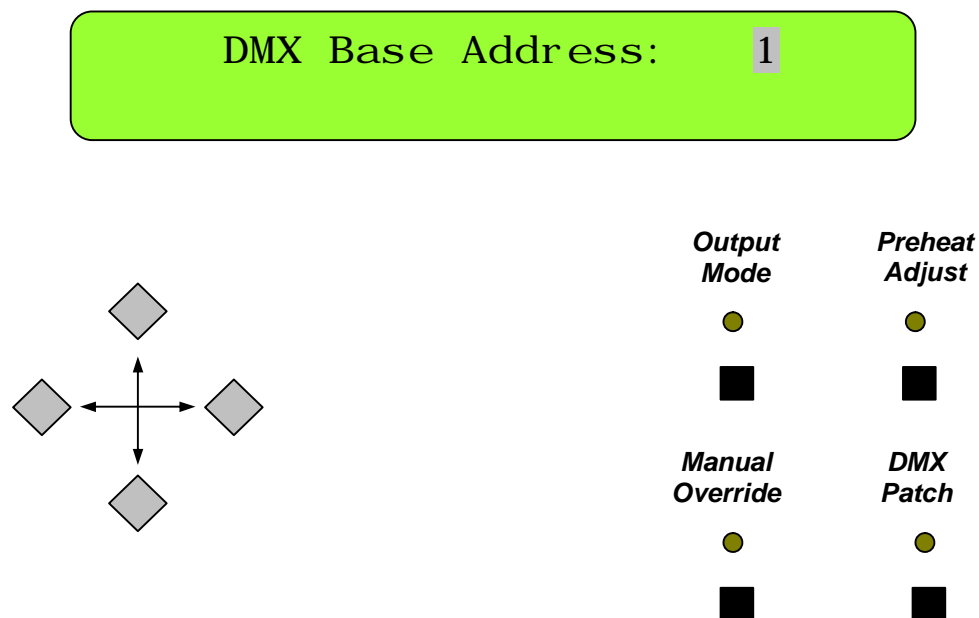 DMX Base Address: 1
Output Mode
Preheat Adjust
Manual Override
DMX Patch